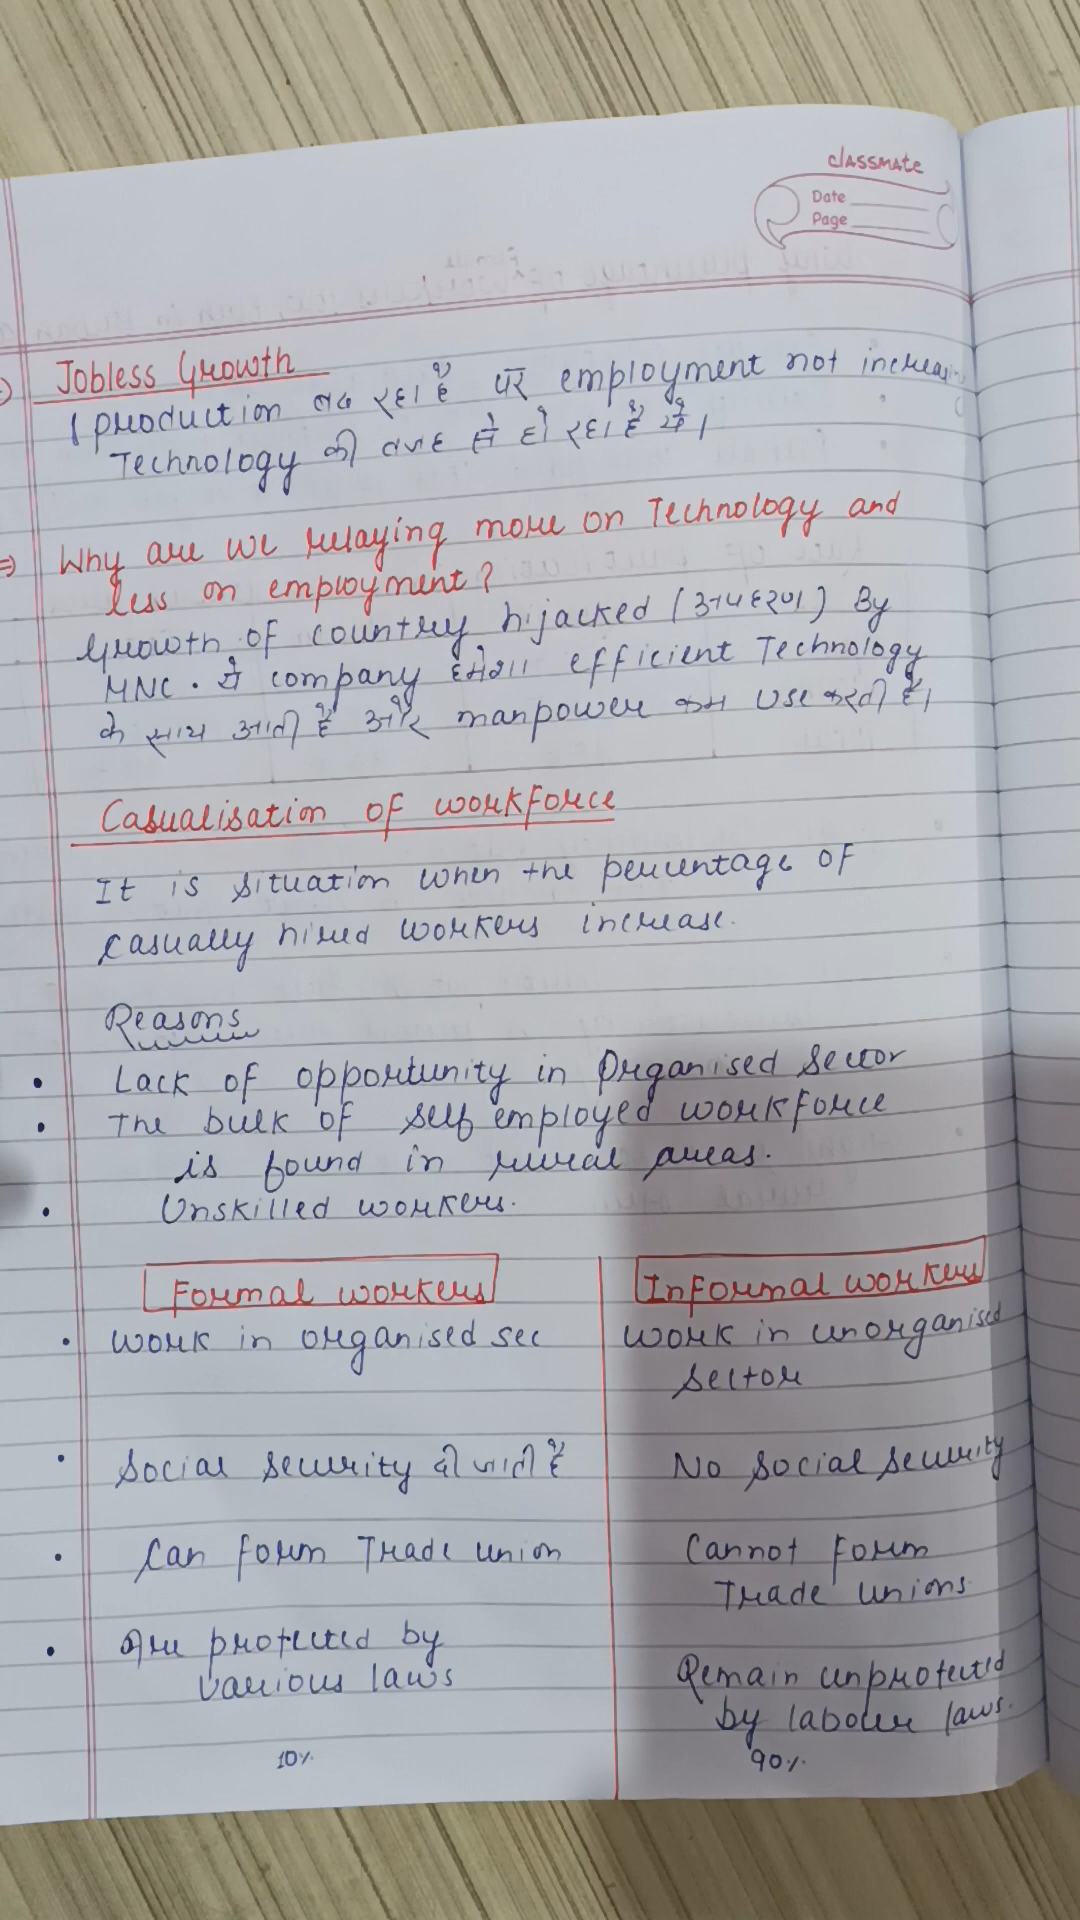 classmate
Date
Page
Jobless Growth
( production बढ रहा है पर employment not increasing
Technology की वजह से हो रहा है ये।
⇒ Why are we relaying more on Technology and
less on employment?
Growth of country hijacked (अपहरण) By
MNC. ये company हमेशा efficient Technology
के साथ आती है और manpower कम use करती है।
Casualisation of workforce
It is situation when the percentage of
casually hired workers increase.
Reasons
• Lack of opportunity in Organised Sector
• The bulk of self employed workforce
is found in rural areas.
• Unskilled workers.
Formal workers
• work in organised sec
• Social security दी जाती है
• Can form Trade union
• Are protected by
various laws
10%
Informal workers
work in unorganised
Sector
No social security
Cannot form
Trade unions
Remain unprotected
by labour laws.
90%